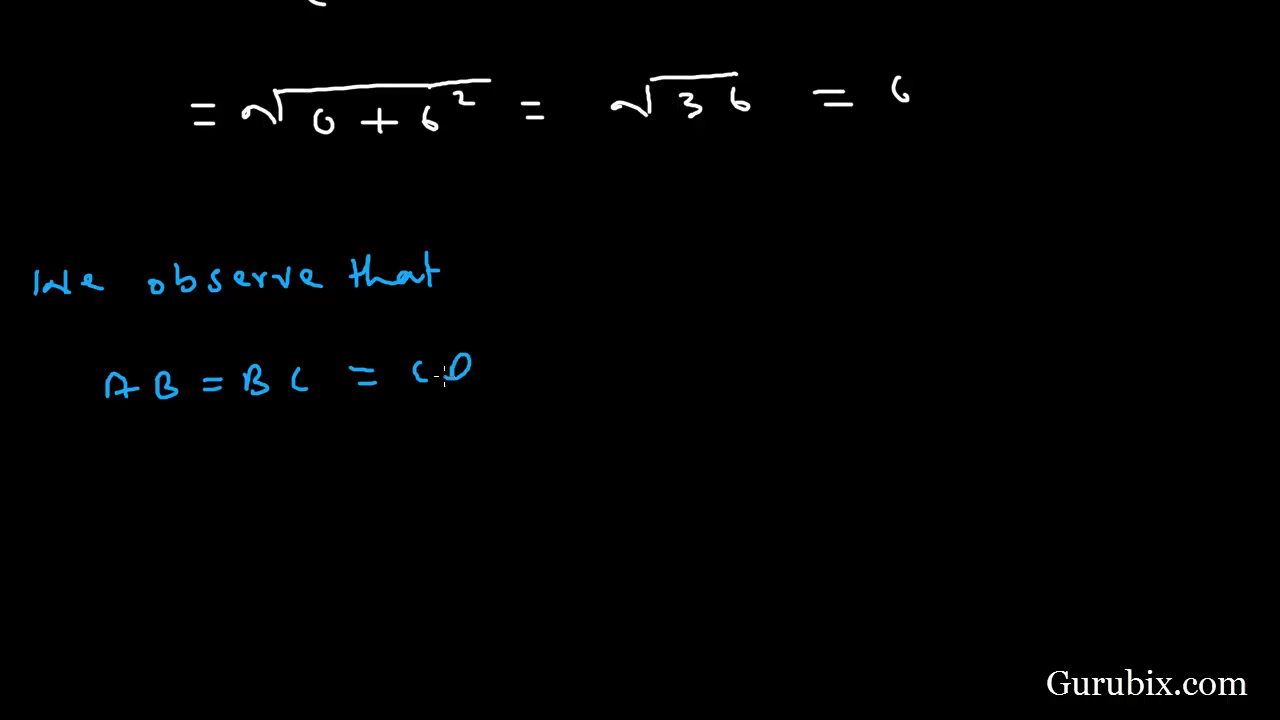 = √0 + 6² = √36 = 6
We observe that
AB = BC = CD
Gurubix.com